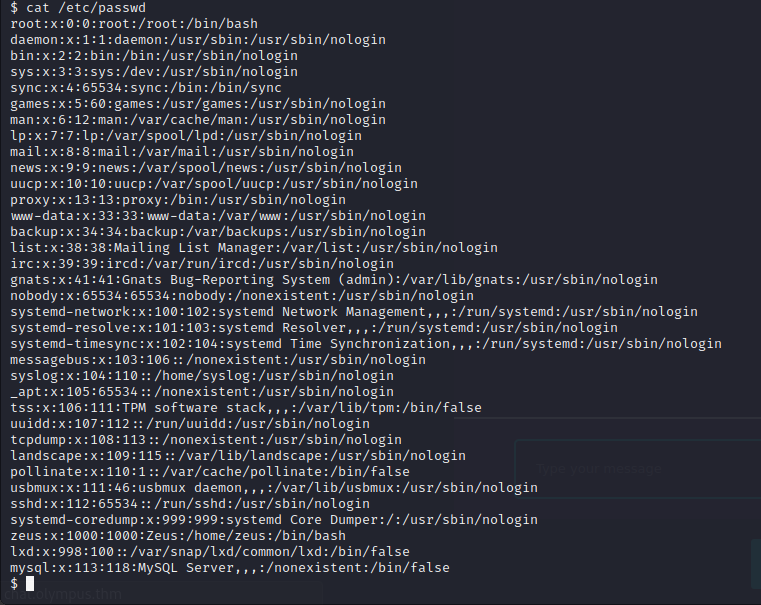 $ cat /etc/passwd
root:x:0:0:root:/root:/bin/bash
daemon:x:1:1:daemon:/usr/sbin:/usr/sbin/nologin
bin:x:2:2:bin:/bin:/usr/sbin/nologin
sys:x:3:3:sys:/dev:/usr/sbin/nologin
sync:x:4:65534:sync:/bin:/bin/sync
games:x:5:60:games:/usr/games:/usr/sbin/nologin
man:x:6:12:man:/var/cache/man:/usr/sbin/nologin
lp:x:7:7:lp:/var/spool/lpd:/usr/sbin/nologin
mail:x:8:8:mail:/var/mail:/usr/sbin/nologin
news:x:9:9:news:/var/spool/news:/usr/sbin/nologin
uucp:x:10:10:uucp:/var/spool/uucp:/usr/sbin/nologin
proxy:x:13:13:proxy:/bin:/usr/sbin/nologin
www-data:x:33:33:www-data:/var/www:/usr/sbin/nologin
backup:x:34:34:backup:/var/backups:/usr/sbin/nologin
list:x:38:38:Mailing List Manager:/var/list:/usr/sbin/nologin
irc:x:39:39:ircd:/var/run/ircd:/usr/sbin/nologin
gnats:x:41:41:Gnats Bug-Reporting System (admin):/var/lib/gnats:/usr/sbin/nologin
nobody:x:65534:65534:nobody:/nonexistent:/usr/sbin/nologin
systemd-network:x:100:102:systemd Network Management,,,:/run/systemd:/usr/sbin/nologin
systemd-resolve:x:101:103:systemd Resolver,,,:/run/systemd:/usr/sbin/nologin
systemd-timesync:x:102:104:systemd Time Synchronization,,,:/run/systemd:/usr/sbin/nologin
messagebus:x:103:106::/nonexistent:/usr/sbin/nologin
syslog:x:104:110::/home/syslog:/usr/sbin/nologin
_apt:x:105:65534::/nonexistent:/usr/sbin/nologin
tss:x:106:111:TPM software stack,,,:/var/lib/tpm:/bin/false
uuidd:x:107:112::/run/uuidd:/usr/sbin/nologin
tcpdump:x:108:113::/nonexistent:/usr/sbin/nologin
landscape:x:109:115::/var/lib/landscape:/usr/sbin/nologin
pollinate:x:110:1::/var/cache/pollinate:/bin/false
Type your message
usbmux:x:111:46:usbmux daemon,,,:/var/lib/usbmux:/usr/sbin/nologin
sshd:x:112:65534::/run/sshd:/usr/sbin/nologin
systemd-coredump:x:999:999:systemd Core Dumper:/:/usr/sbin/nologin
zeus:x:1000:1000:Zeus:/home/zeus:/bin/bash
lxd:x:998:100::/var/snap/lxd/common/lxd:/bin/false
mysql:x:113:118:MySQL Server,,,:/nonexistent:/bin/false
$
chat.olympus.thm